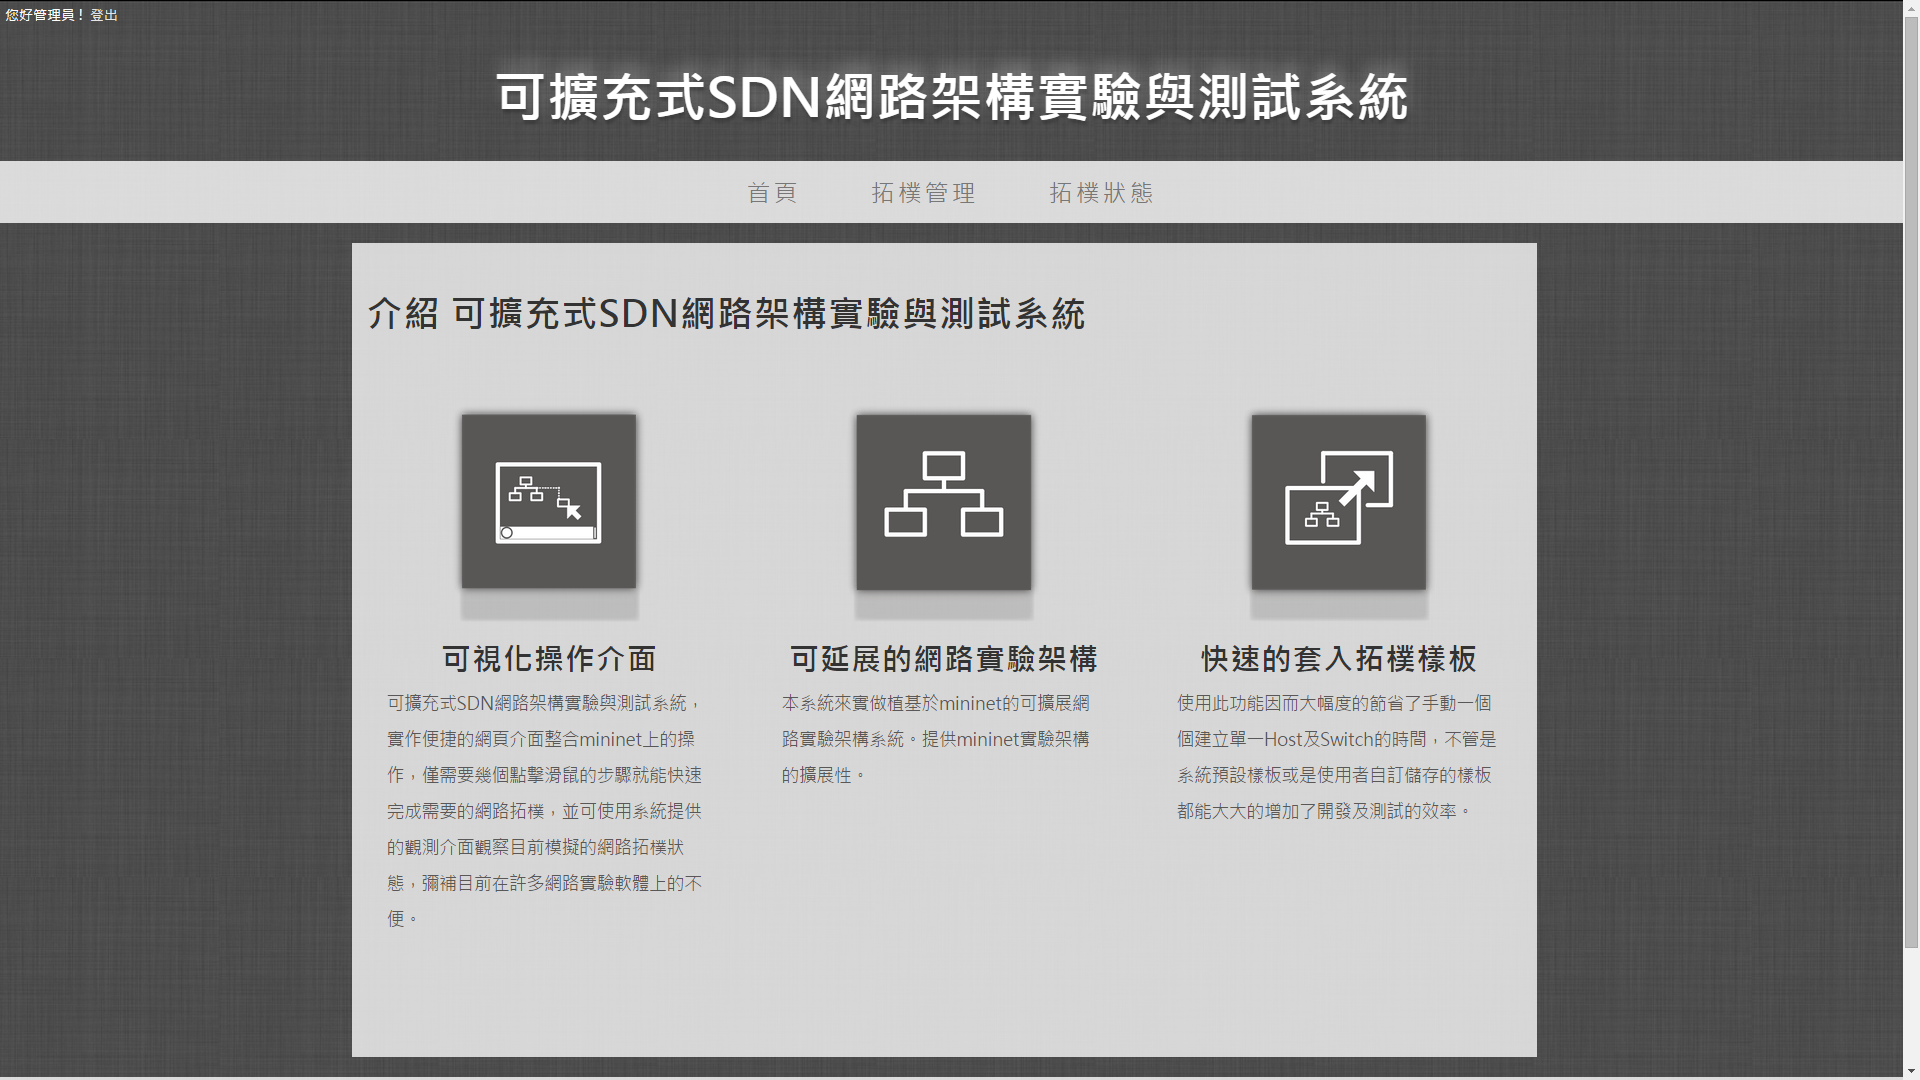 您好管理員！登出
可擴充式SDN網路架構實驗與測試系統
首頁 拓樸管理 拓樸狀態
介紹 可擴充式SDN網路架構實驗與測試系統
可視化操作介面
可擴充式SDN網路架構實驗與測試系統，
實作便捷的網頁介面整合mininet上的操
作，僅需要幾個點擊滑鼠的步驟就能快速
完成需要的網路拓樸，並可使用系統提供
的觀測介面觀察目前模擬的網路拓樸狀
態，彌補目前在許多網路實驗軟體上的不
便。
可延展的網路實驗架構
本系統來實做植基於mininet的可擴展網
路實驗架構系統。提供mininet實驗架構
的擴展性。
快速的套入拓樸樣板
使用此功能因而大幅度的節省了手動一個
個建立單一Host及Switch的時間，不管是
系統預設樣板或是使用者自訂儲存的樣板
都能大大的增加了開發及測試的效率。